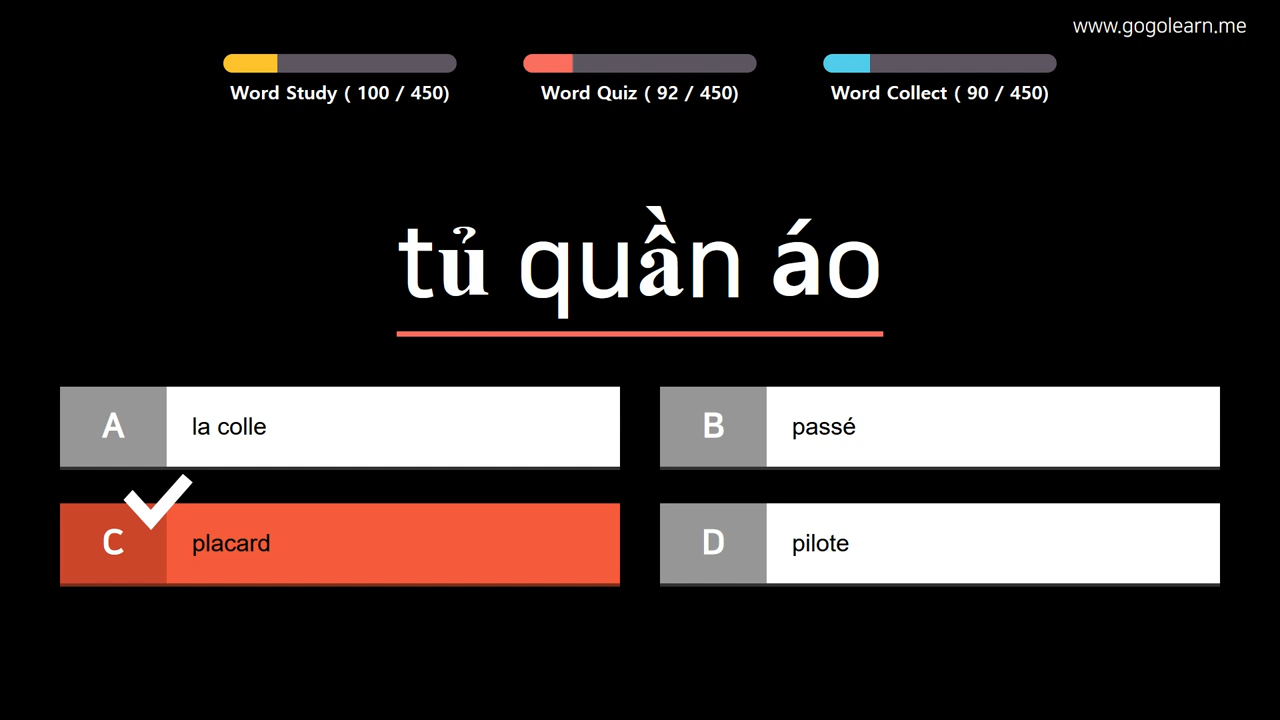 www.gogolearn.me
Word Study ( 100 / 450)
Word Quiz ( 92 / 450)
Word Collect ( 90 / 450)
tủ quần áo
A la colle
B passé
C placard
D pilote